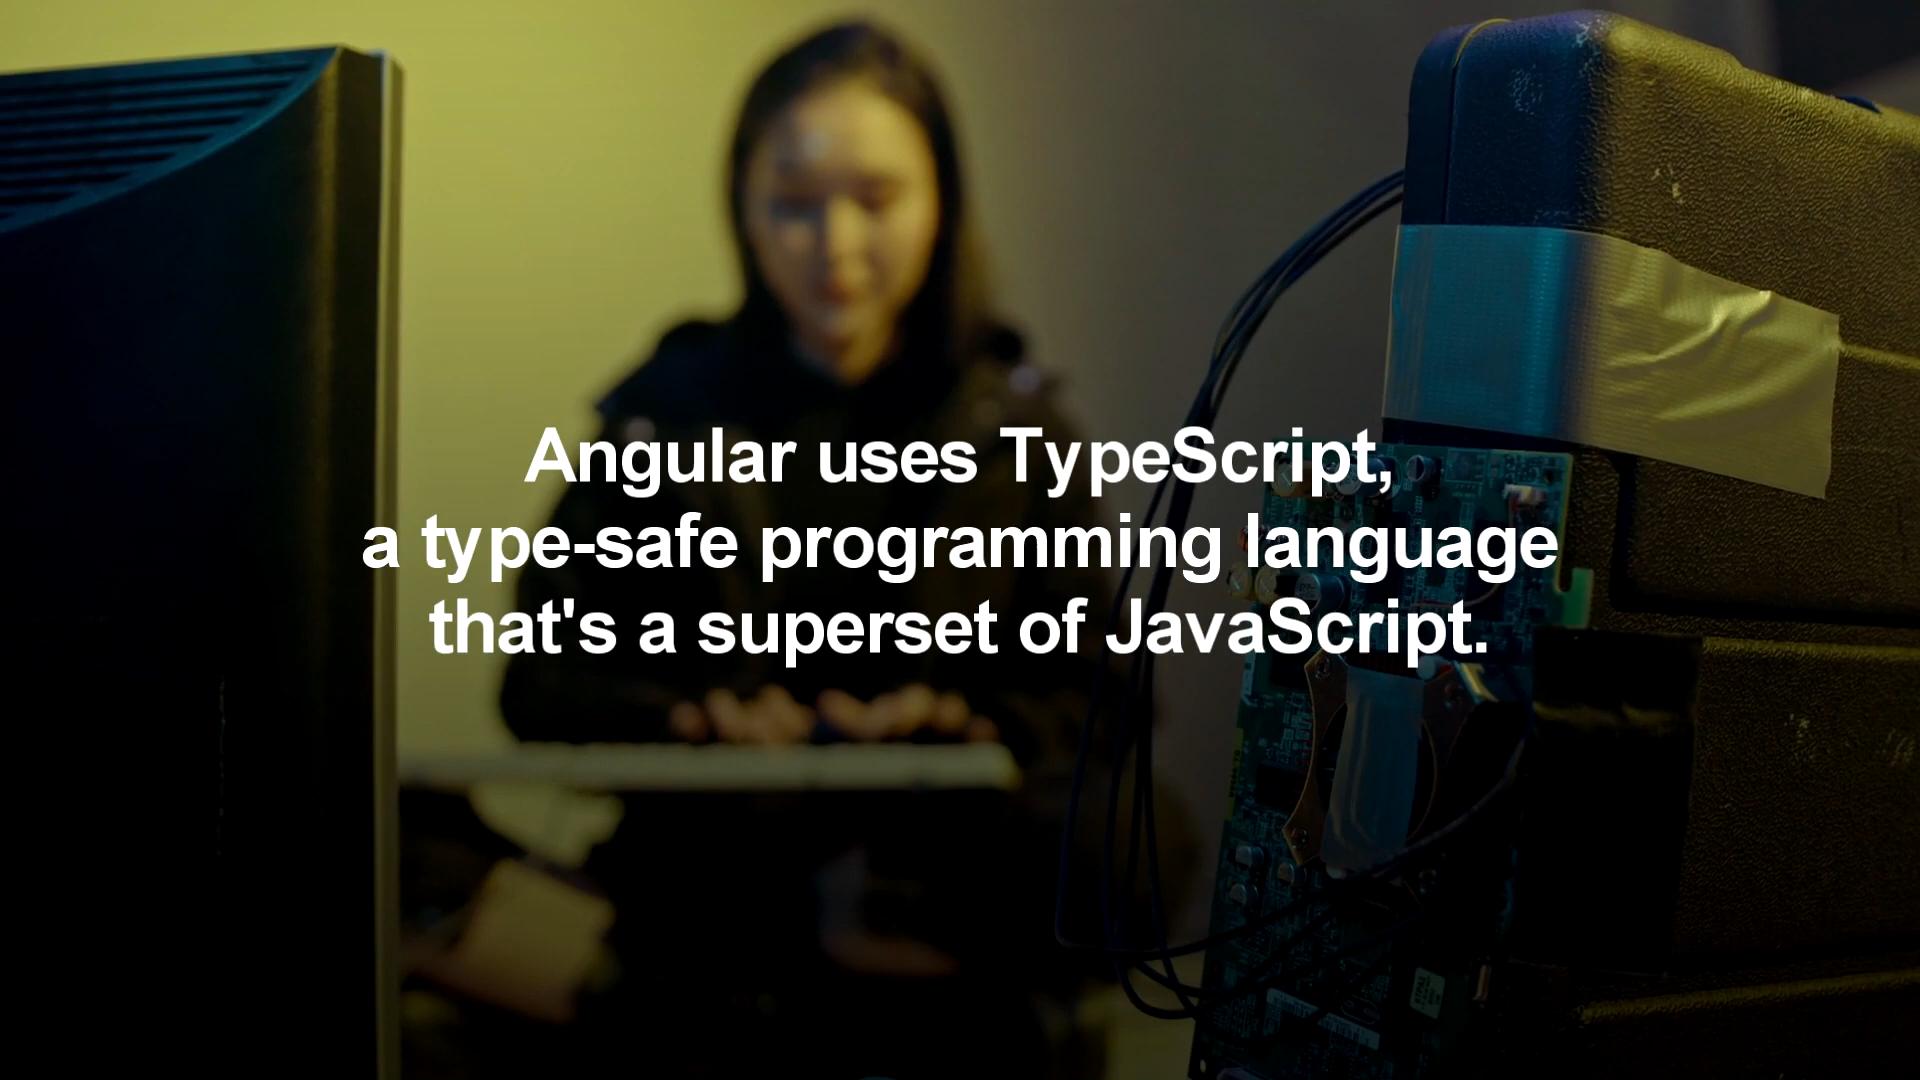 Angular uses TypeScript,
a type-safe programming language
that's a superset of JavaScript.